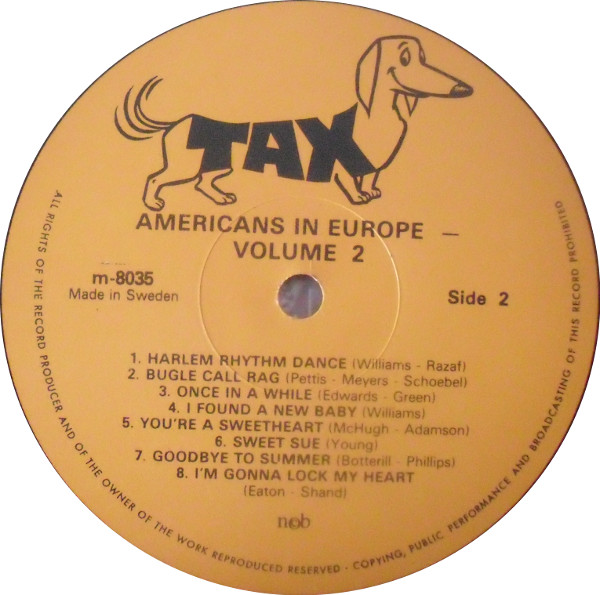 TAX
AMERICANS IN EUROPE –
VOLUME 2
m-8035
Made in Sweden
Side 2
1. HARLEM RHYTHM DANCE (Williams - Razaf)
2. BUGLE CALL RAG (Pettis - Meyers - Schoebel)
3. ONCE IN A WHILE (Edwards - Green)
4. I FOUND A NEW BABY (Williams)
5. YOU'RE A SWEETHEART (McHugh - Adamson)
6. SWEET SUE (Young)
7. GOODBYE TO SUMMER (Botterill - Phillips)
8. I'M GONNA LOCK MY HEART
(Eaton - Shand)
ncb
ALL RIGHTS OF THE RECORD PRODUCER AND OF THE OWNER OF THE WORK REPRODUCED RESERVED - COPYING, PUBLIC PERFORMANCE AND BROADCASTING OF THIS RECORD PROHIBITED